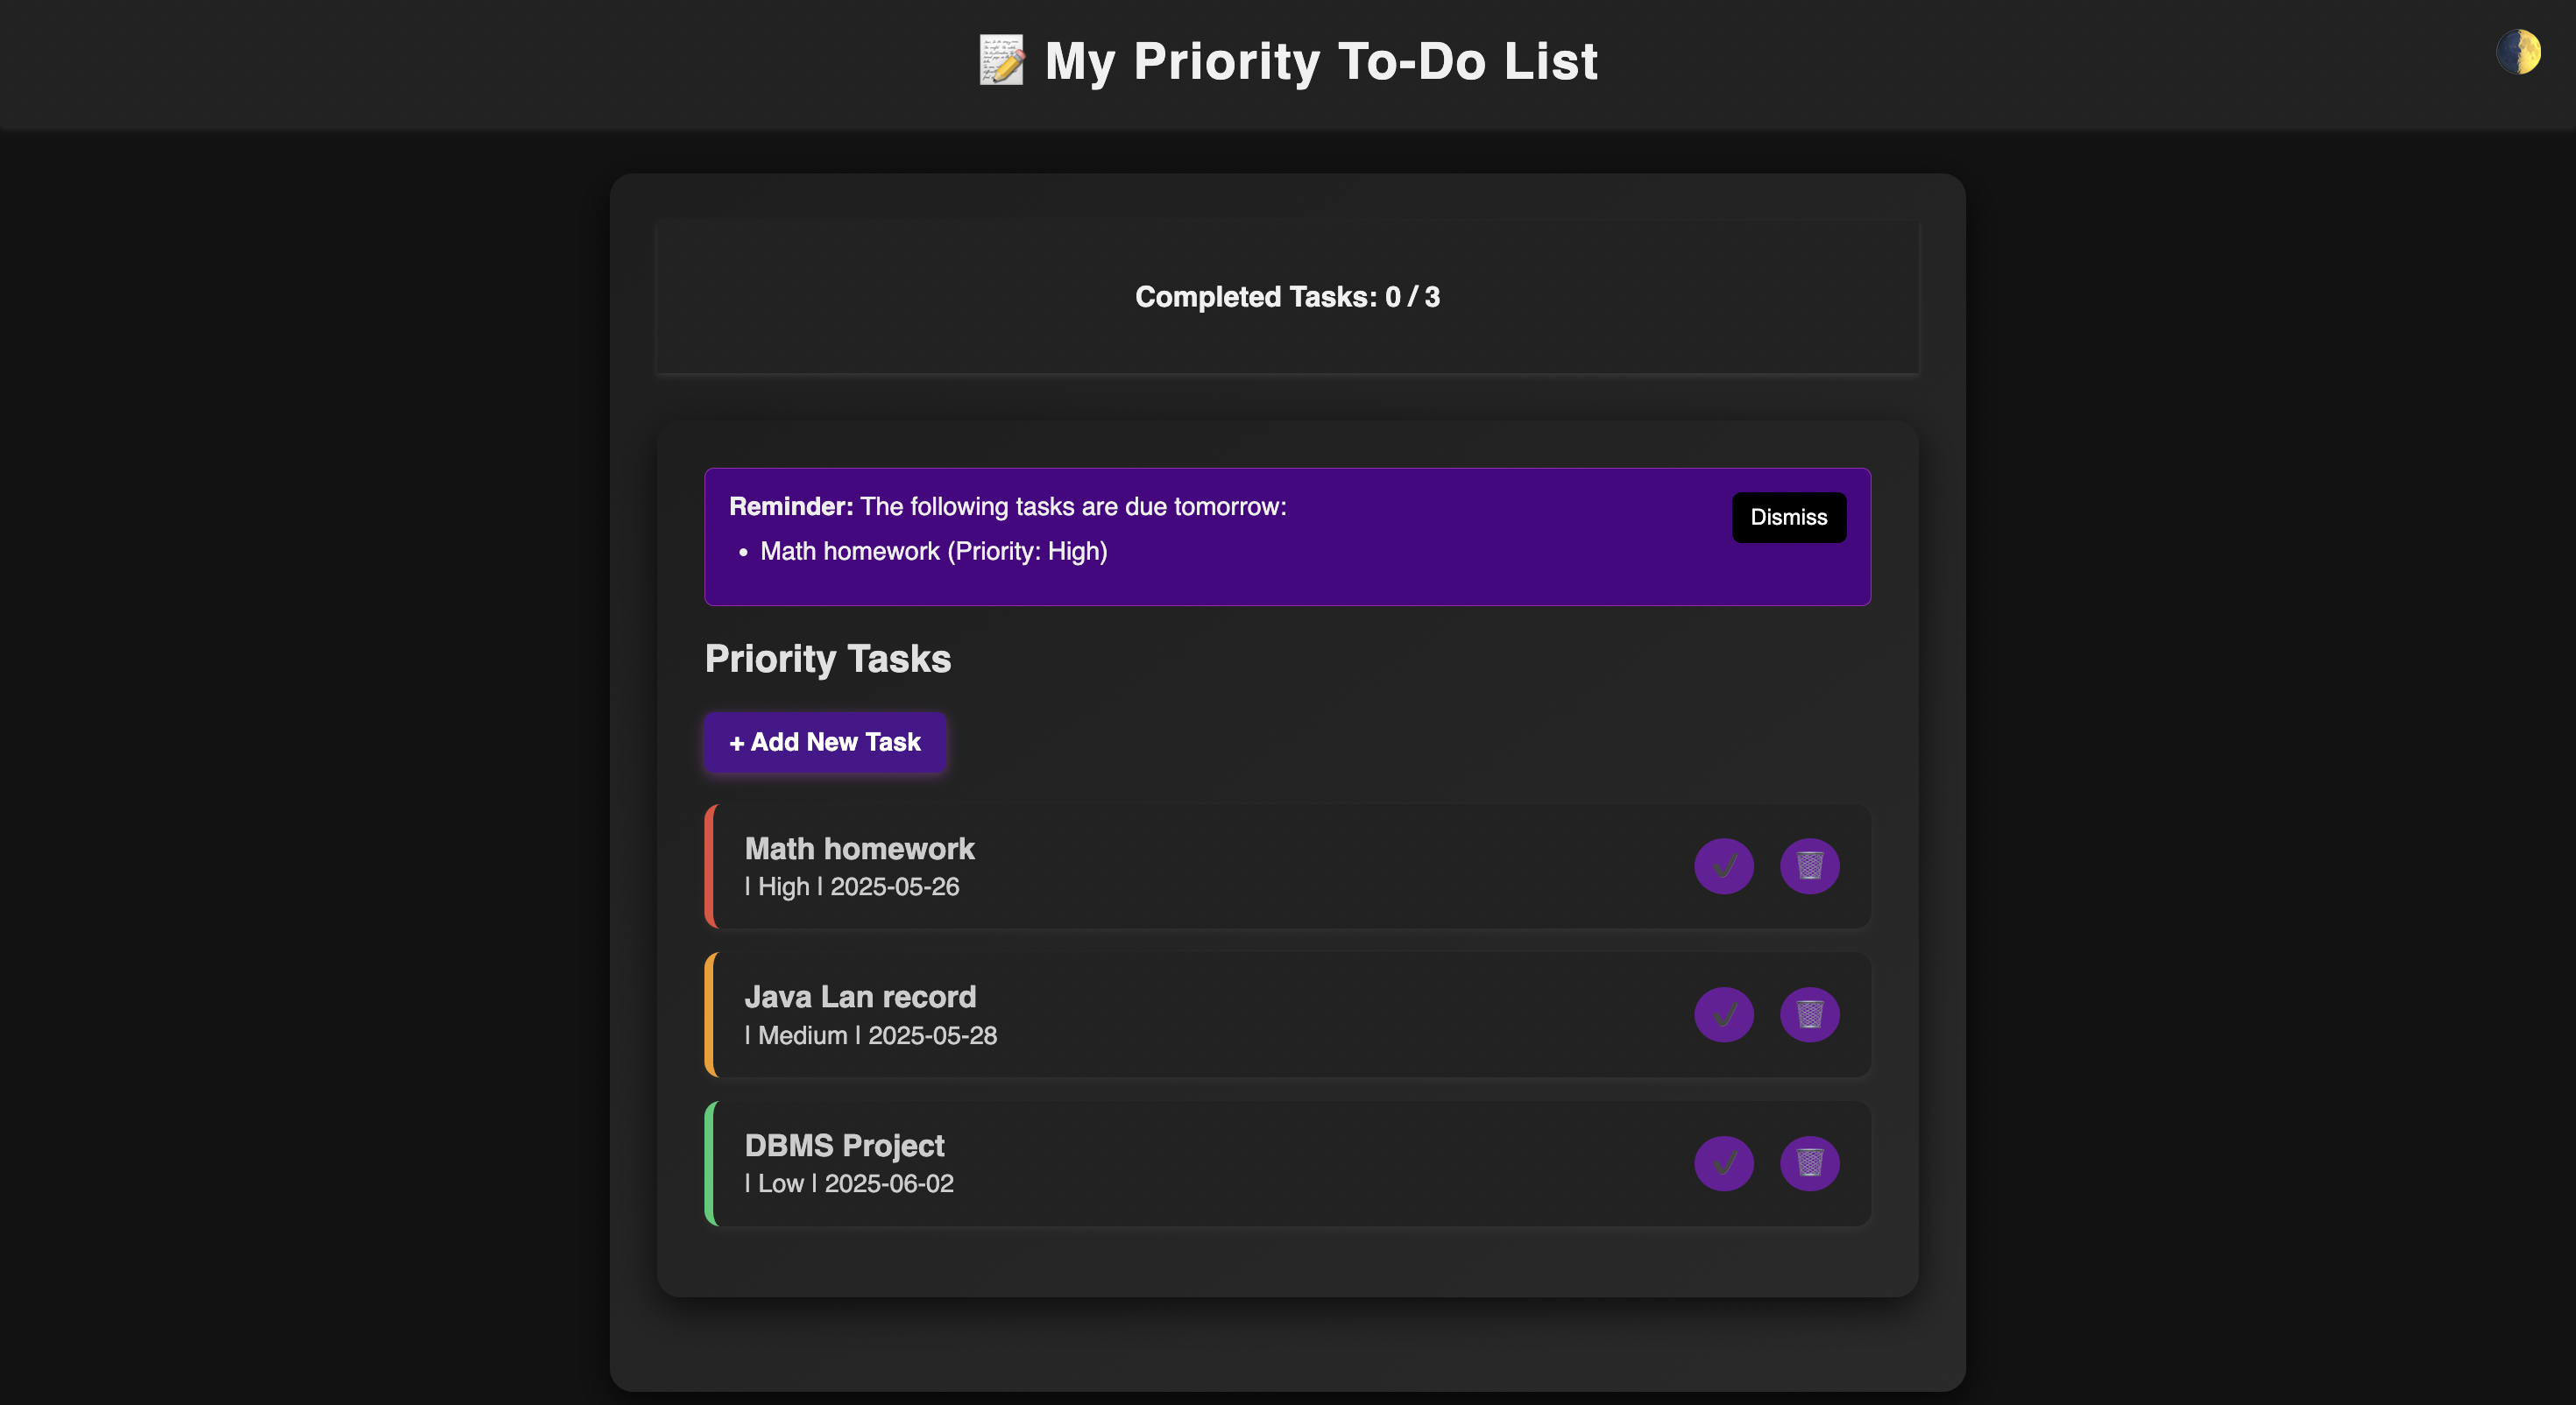 My Priority To-Do List
Completed Tasks: 0 / 3
Reminder: The following tasks are due tomorrow:
Dismiss
• Math homework (Priority: High)
Priority Tasks
+ Add New Task
Math homework
| High | 2025-05-26
Java Lan record
| Medium | 2025-05-28
DBMS Project
| Low | 2025-06-02